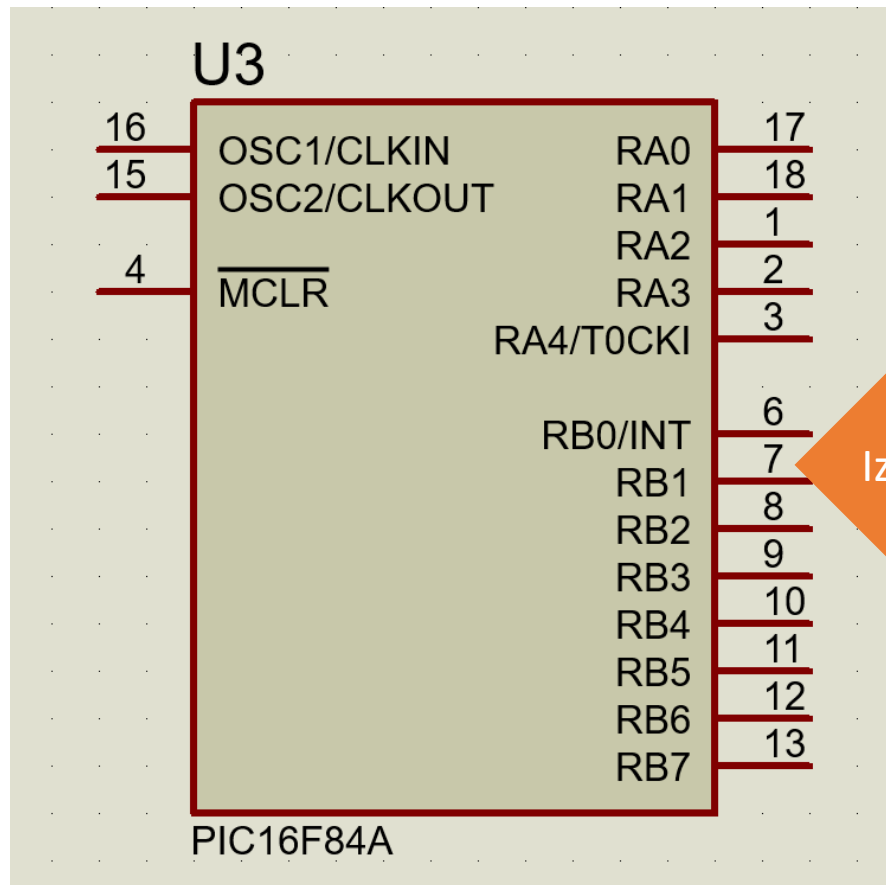 U3
16 OSC1/CLKIN RA0 17
15 OSC2/CLKOUT RA1 18
RA2 1
4 MCLR RA3 2
RA4/T0CKI 3
RB0/INT 6
RB1 7
RB2 8
RB3 9
RB4 10
RB5 11
RB6 12
RB7 13
PIC16F84A